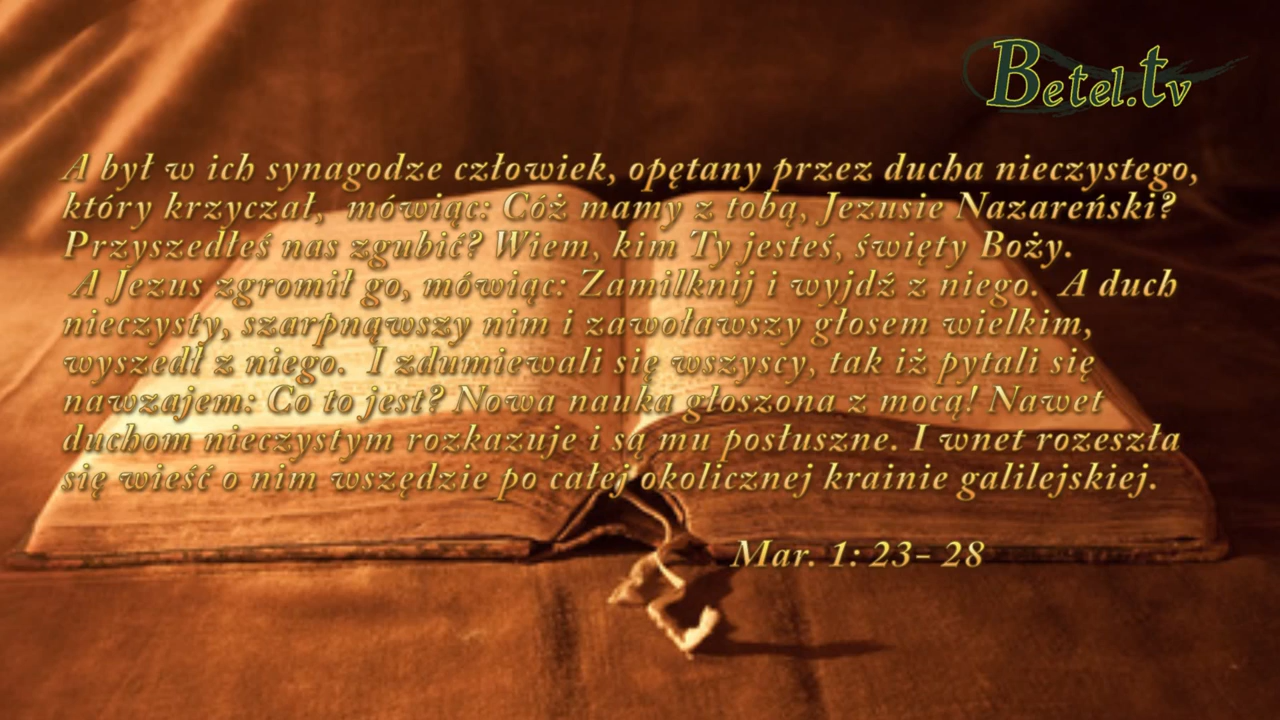 Betel.tv
A był w ich synagodze człowiek, opętany przez ducha nieczystego,
który krzyczał, mówiąc: Cóż mamy z tobą, Jezusie Nazareński?
Przyszedłeś nas zgubić? Wiem, kim Ty jesteś, święty Boży.
A Jezus zgromił go, mówiąc: Zamilknij i wyjdź z niego. A duch
nieczysty, szarpnąwszy nim i zawoławszy głosem wielkim,
wyszedł z niego. I zdumiewali się wszyscy, tak iż pytali się
nawzajem: Co to jest? Nowa nauka głoszona z mocą! Nawet
duchom nieczystym rozkazuje i są mu posłuszne. I wnet rozeszła
się wieść o nim wszędzie po całej okolicznej krainie galilejskiej.
Mar. 1: 23- 28